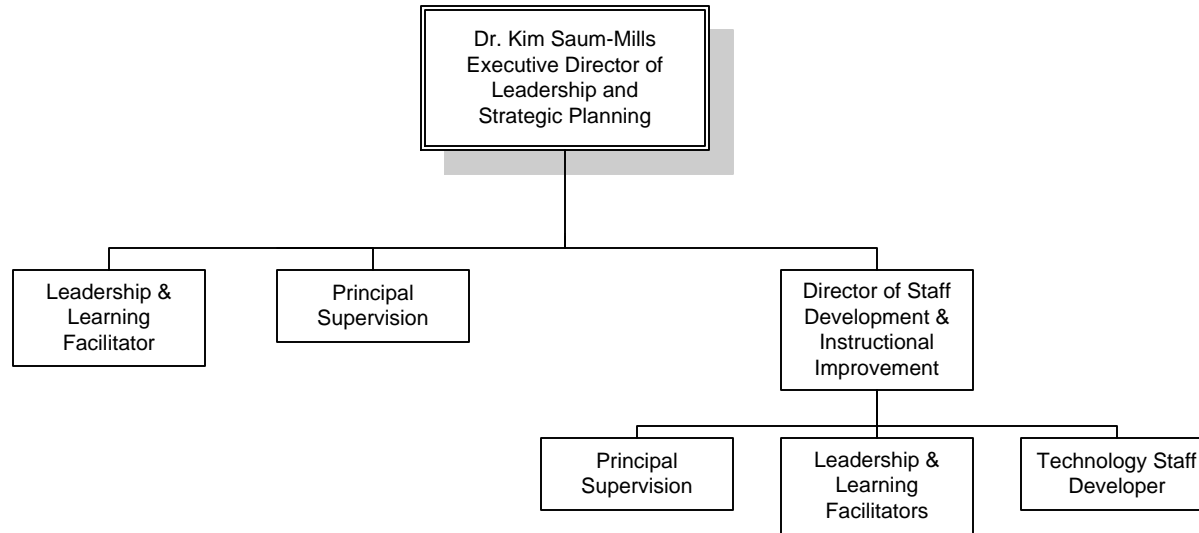 Dr. Kim Saum-Mills
Executive Director of
Leadership and
Strategic Planning
Leadership &
Learning
Facilitator
Principal
Supervision
Director of Staff
Development &
Instructional
Improvement
Principal
Supervision
Leadership &
Learning
Facilitators
Technology Staff
Developer